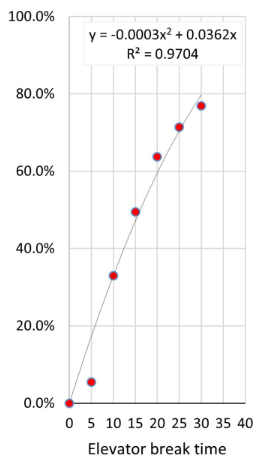 100.0%
y = -0.0003x² + 0.0362x
R² = 0.9704
80.0%
60.0%
40.0%
20.0%
0.0%
0 5 10 15 20 25 30 35 40
Elevator break time